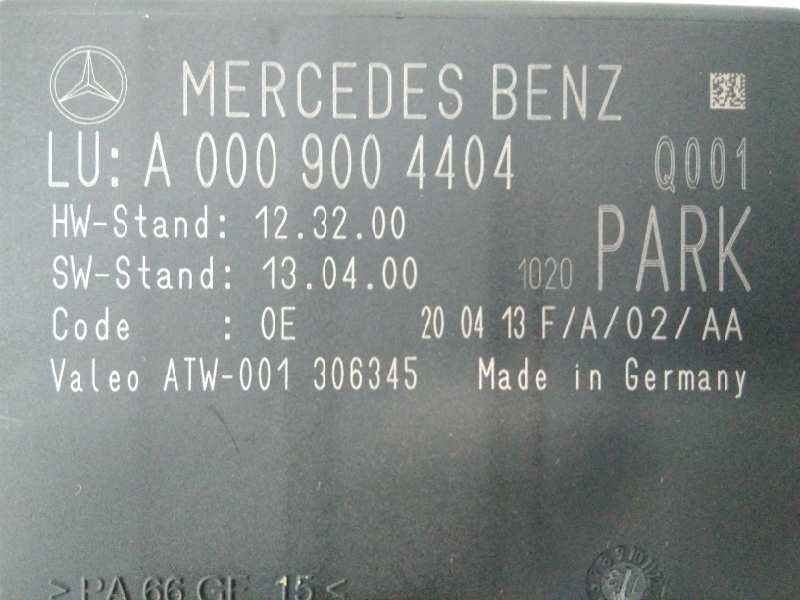 MERCEDES BENZ
LU: A 000 900 4404 Q001
HW-Stand: 12.32.00
SW-Stand: 13.04.00 1020 PARK
Code : 0E 20 04 13 F/A/02/AA
Valeo ATW-001 306345 Made in Germany
>PA 66 GF 15<